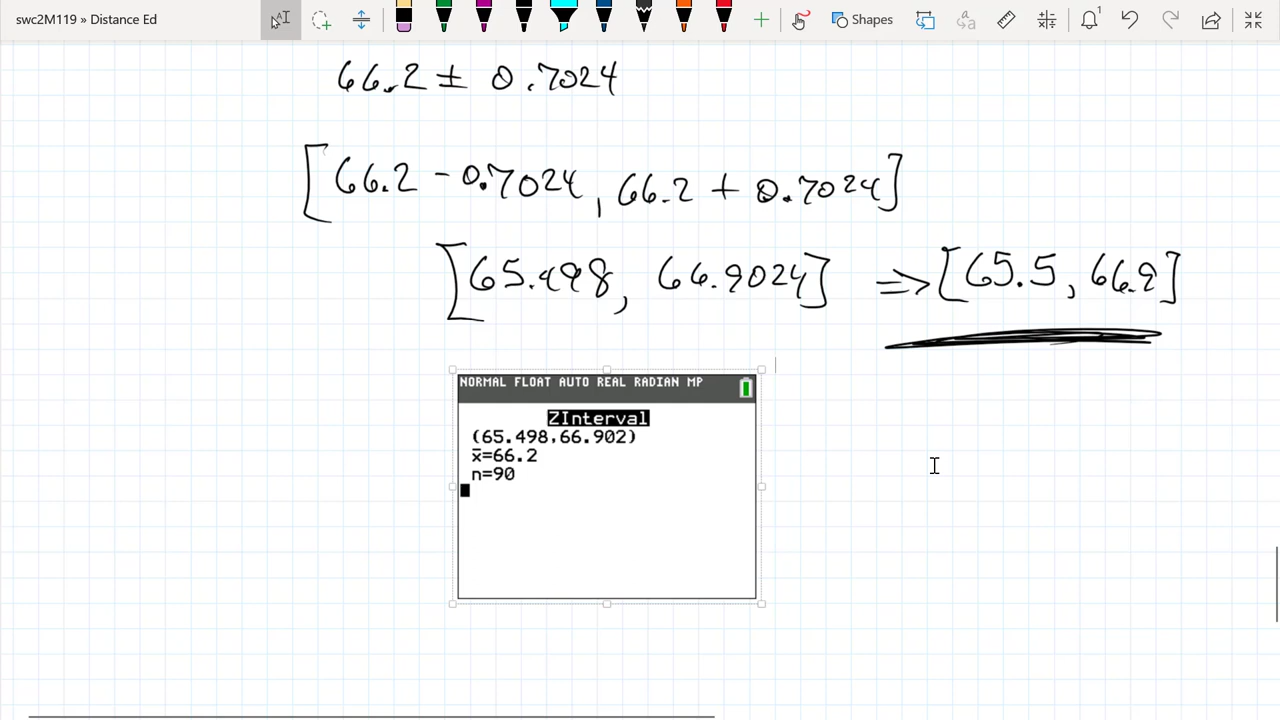 swc2M119 » Distance Ed
Shapes
66.2 ± 0.7024
[66.2 - 0.7024, 66.2 + 0.7024]
[65.498, 66.9024] => [65.5, 66.9]
NORMAL FLOAT AUTO REAL RADIAN MP
ZInterval
(65.498,66.902)
x̄=66.2
n=90